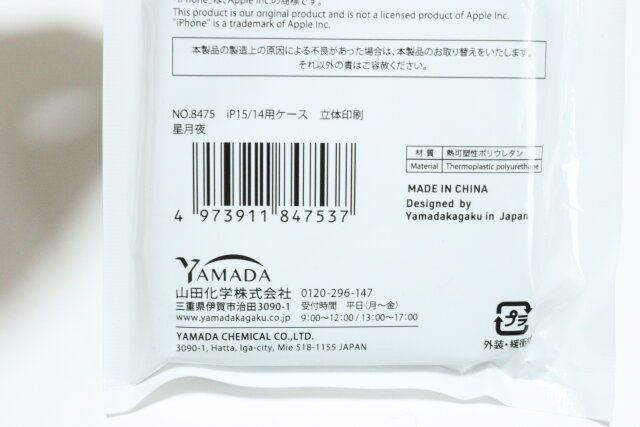 "iPhone"は、Apple Inc.の商標です。
This product is our original product and is not a licensed product of Apple Inc.
"iPhone" is a trademark of Apple Inc.
本製品の製造上の原因による不良があった場合は、本製品のお取り替えをいたします。
それ以外の責はご容赦ください。
NO.8475 iP15/14用ケース 立体印刷
星月夜
材 質 熱可塑性ポリウレタン
Material Thermoplastic polyurethane
4 973911 847537
MADE IN CHINA
Designed by
Yamadakagaku in Japan
YAMADA
山田化学株式会社 0120-296-147
三重県伊賀市治田3090-1 受付時間 平日(月～金)
www.yamadakagaku.co.jp 9:00～12:00 / 13:00～17:00
YAMADA CHEMICAL CO.,LTD.
3090-1, Hatta, Iga-city, Mie 518-1155 JAPAN
プラ
外装・緩衝